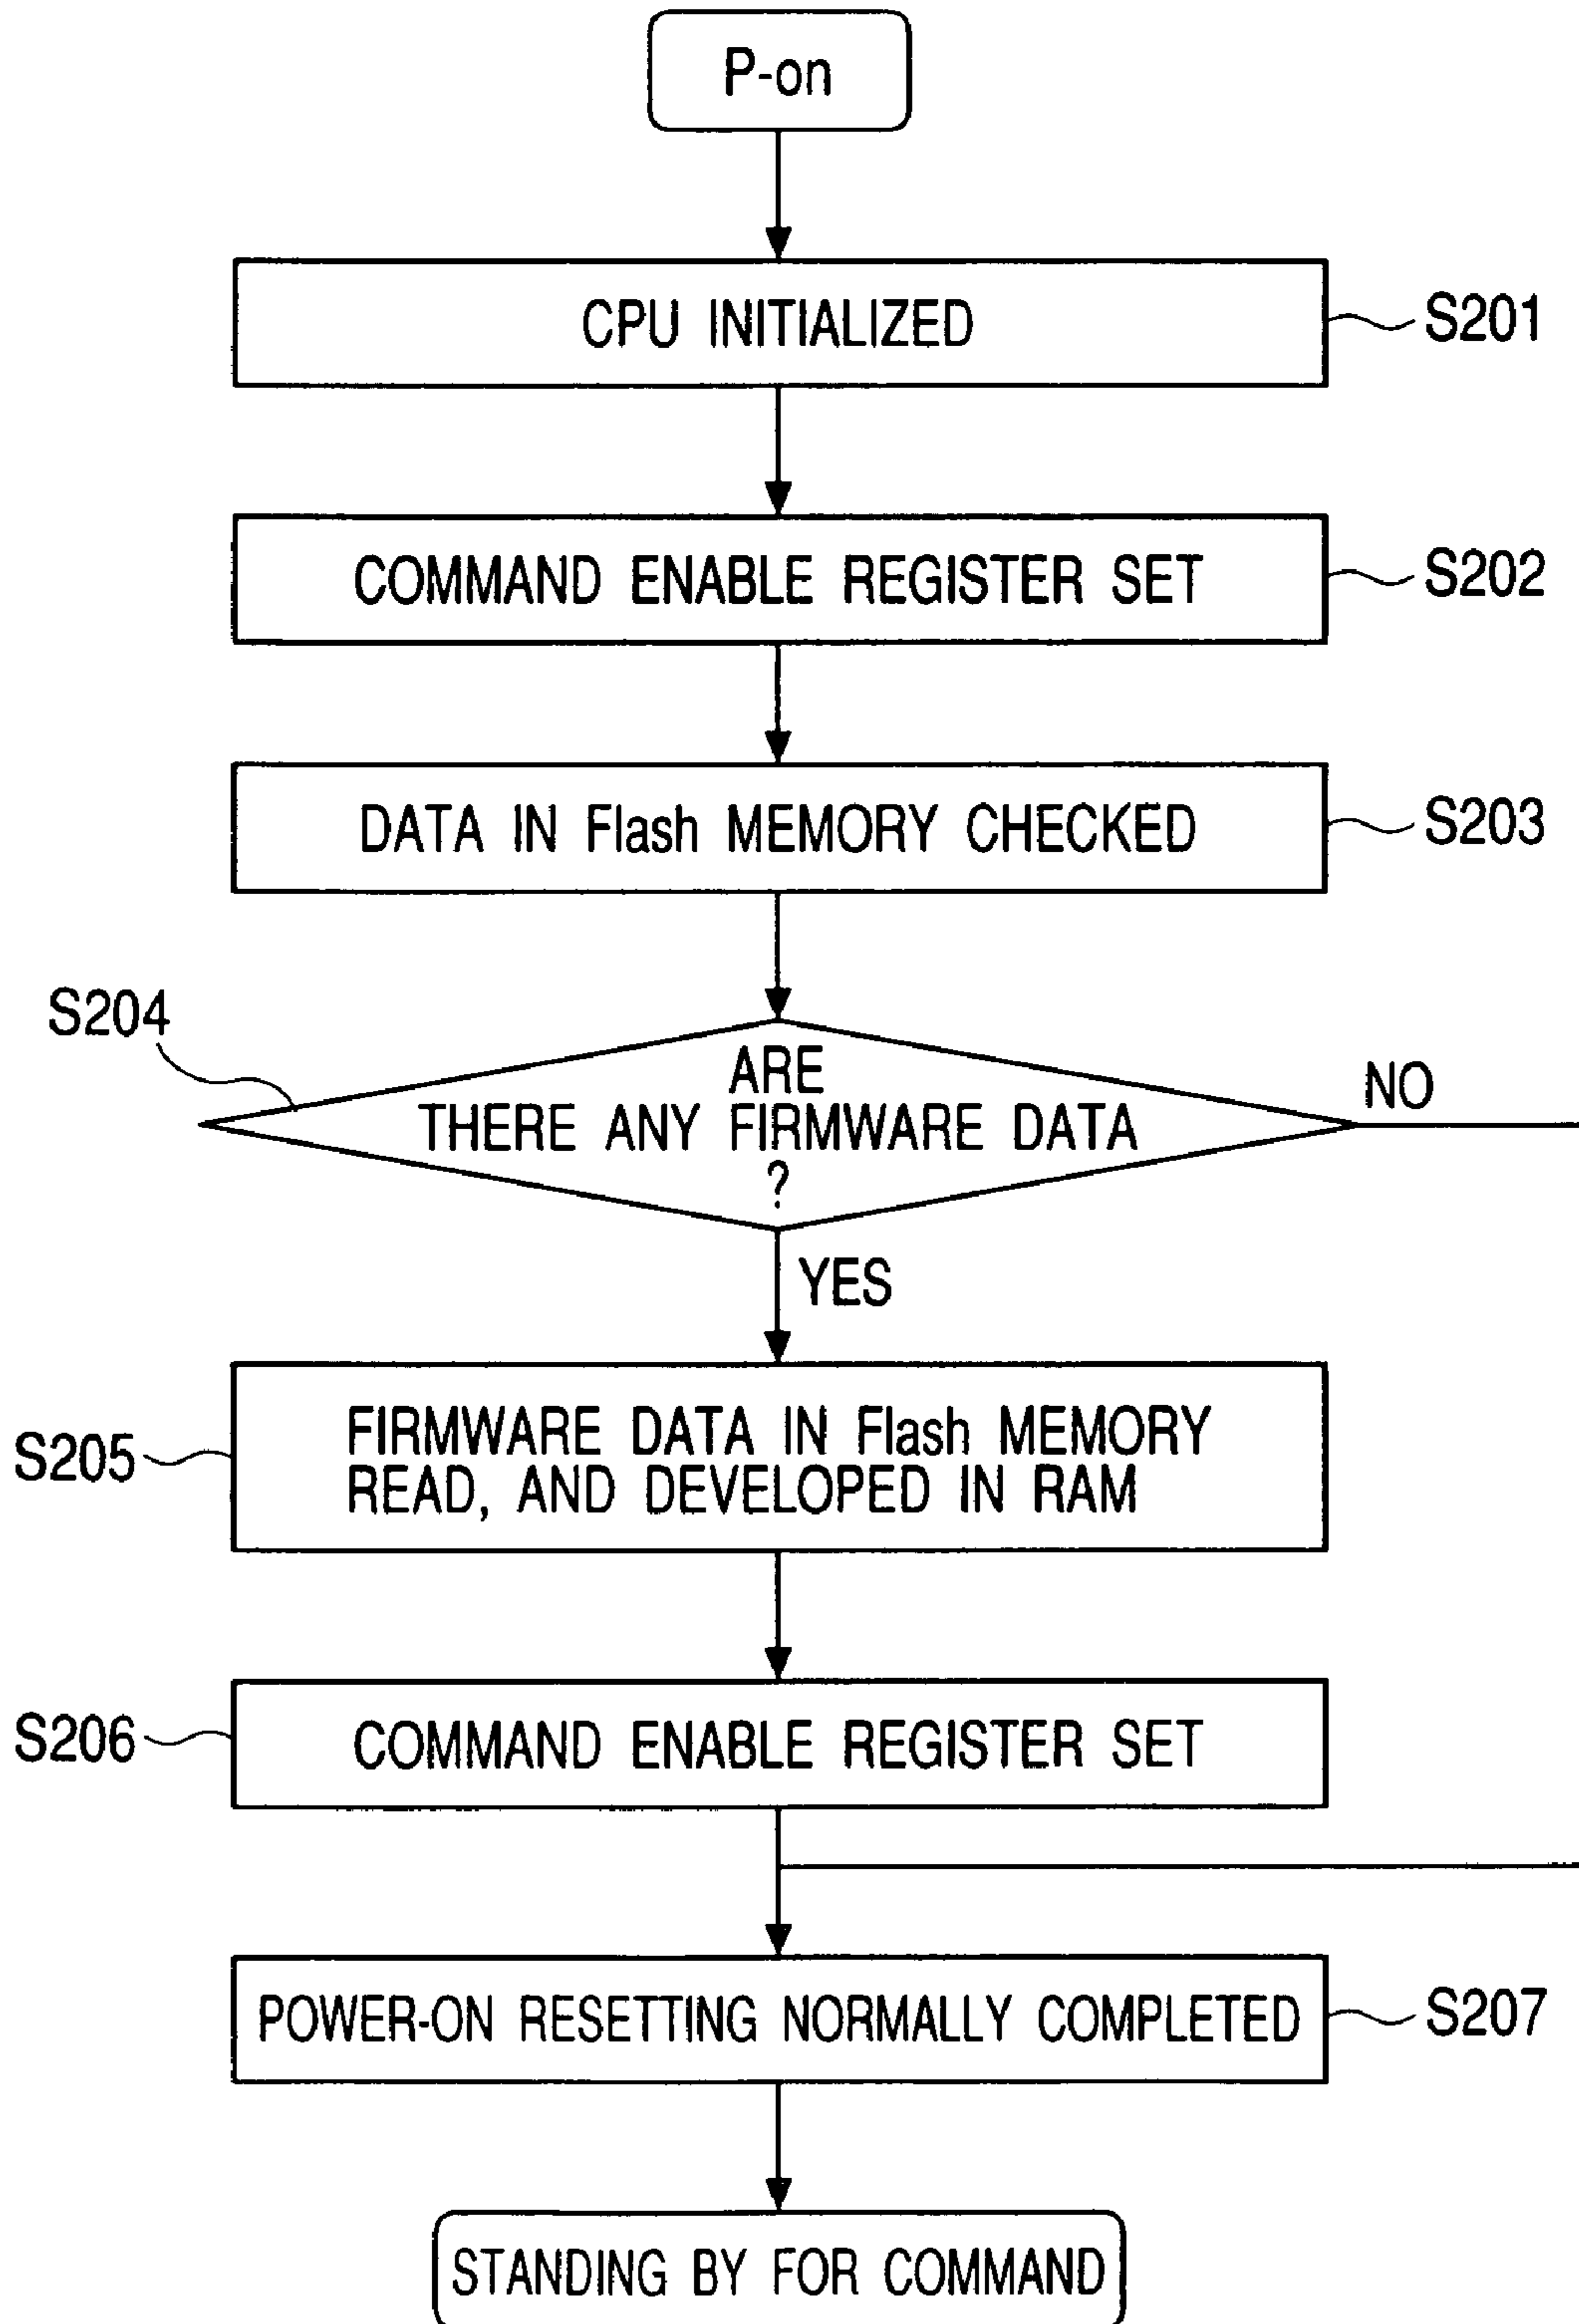 P-on
CPU INITIALIZED
S201
COMMAND ENABLE REGISTER SET
S202
DATA IN Flash MEMORY CHECKED
S203
S204
ARE
THERE ANY FIRMWARE DATA
?
NO
YES
S205
FIRMWARE DATA IN Flash MEMORY
READ, AND DEVELOPED IN RAM
S206
COMMAND ENABLE REGISTER SET
POWER-ON RESETTING NORMALLY COMPLETED
S207
STANDING BY FOR COMMAND